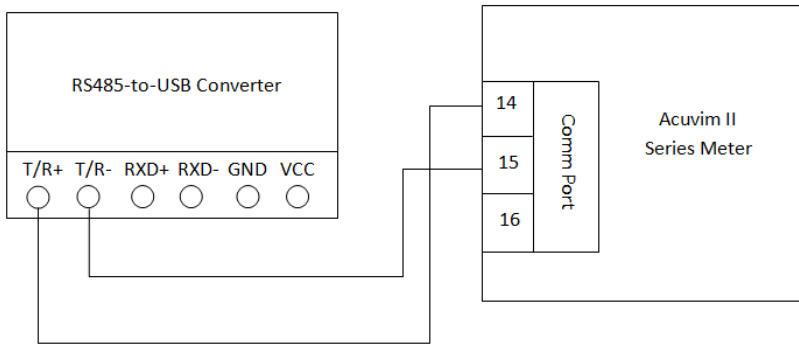 RS485-to-USB Converter
T/R+ T/R- RXD+ RXD- GND VCC
14
15
16
Comm Port
Acuvim II
Series Meter